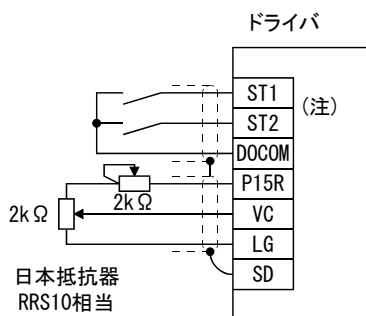 ドライバ
ST1
(注)
ST2
DOCOM
P15R
2kΩ
2kΩ
VC
LG
SD
日本抵抗器
RRS10相当